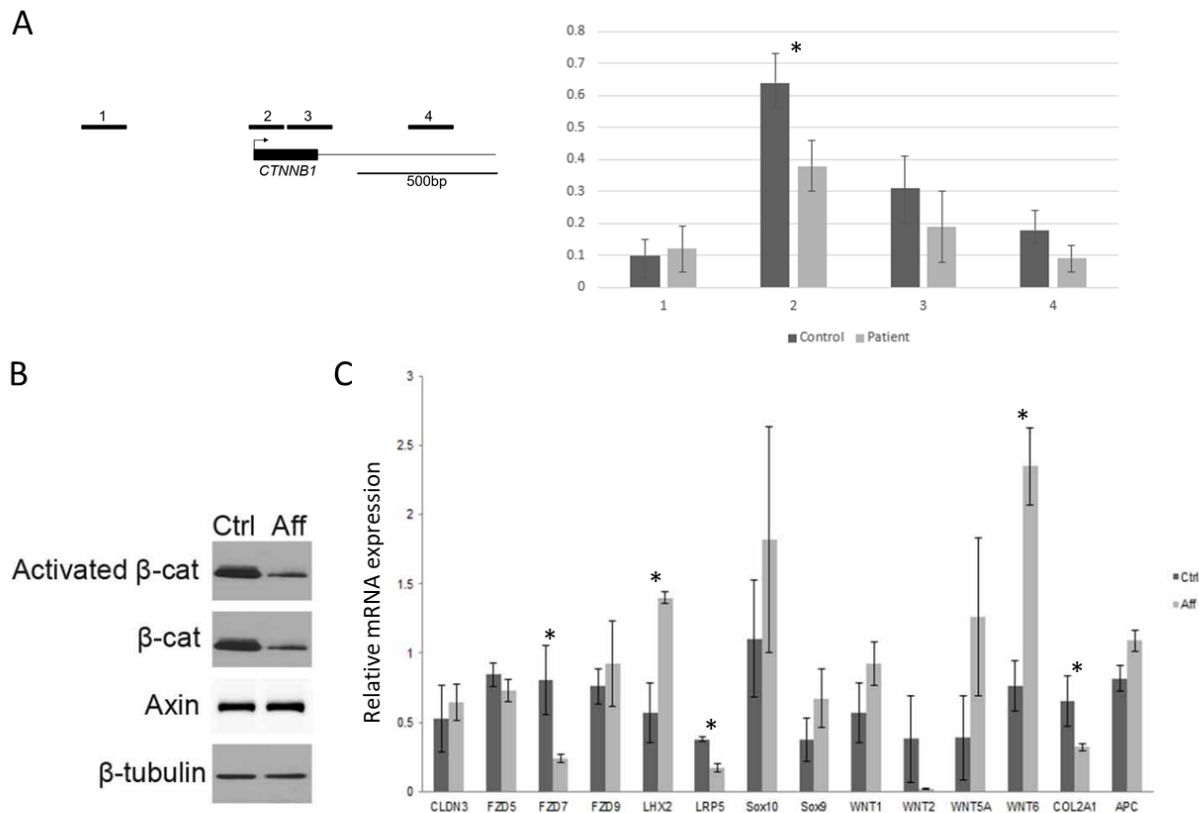 A
1
2 3
4
CTNNB1
500bp
0.8
0.7
0.6
0.5
0.4
0.3
0.2
0.1
0
*
1 2 3 4
Control Patient
B
Ctrl Aff
Activated β-cat
β-cat
Axin
β-tubulin
C
Relative mRNA expression
3
2.5
2
1.5
1
0.5
0
* * * * *
Ctrl
Aff
CLDN3 FZD5 FZD7 FZD9 LHX2 LRP5 Sox10 Sox9 WNT1 WNT2 WNT5A WNT6 COL2A1 APC